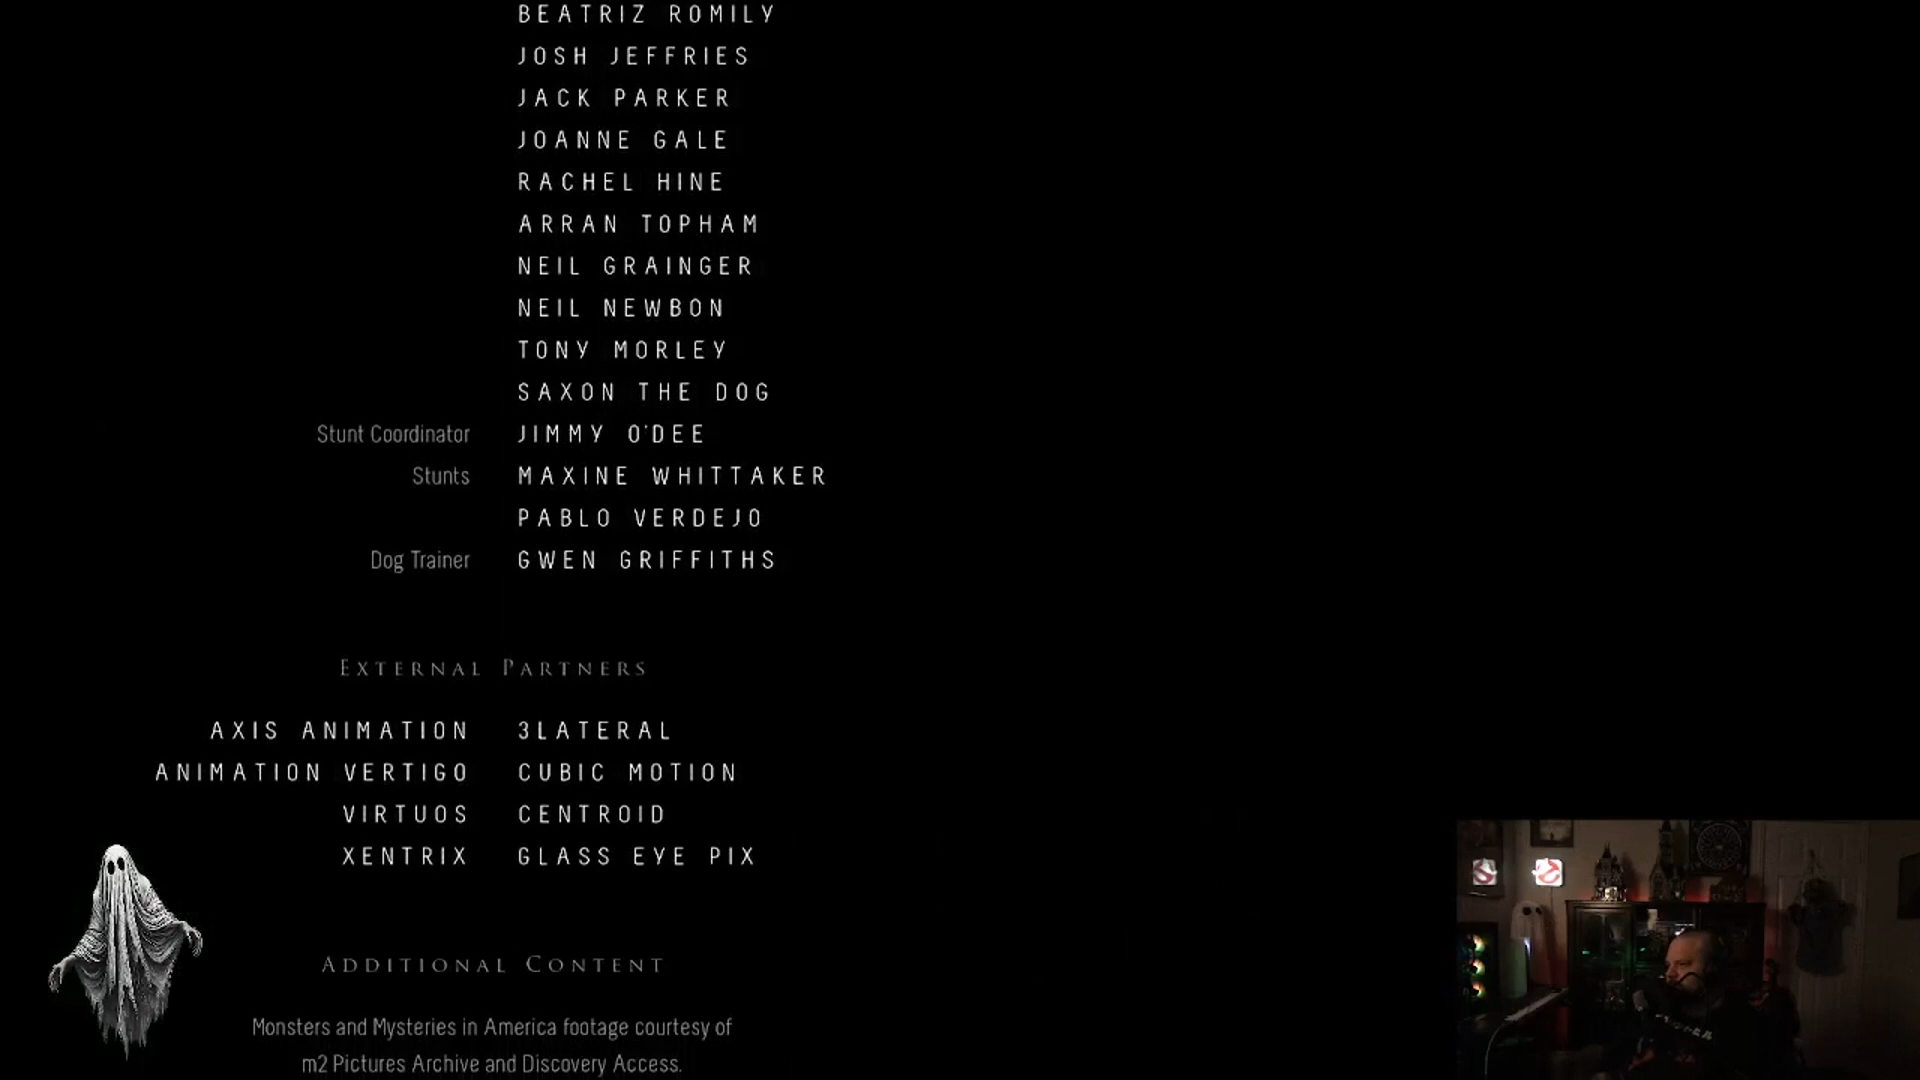 BEATRIZ ROMILY
JOSH JEFFRIES
JACK PARKER
JOANNE GALE
RACHEL HINE
ARRAN TOPHAM
NEIL GRAINGER
NEIL NEWBON
TONY MORLEY
SAXON THE DOG
Stunt Coordinator JIMMY O'DEE
Stunts MAXINE WHITTAKER
PABLO VERDEJO
Dog Trainer GWEN GRIFFITHS
EXTERNAL PARTNERS
AXIS ANIMATION 3LATERAL
ANIMATION VERTIGO CUBIC MOTION
VIRTUOS CENTROID
XENTRIX GLASS EYE PIX
ADDITIONAL CONTENT
Monsters and Mysteries in America footage courtesy of
m2 Pictures Archive and Discovery Access.